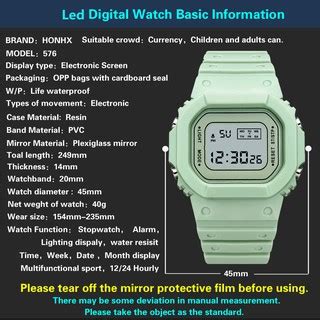 Led Digital Watch Basic Information
BRAND: HONHX Suitable crowd: Currency, Children and adults can.
MODEL: 576
Display type: Electronic Screen
Packaging: OPP bags with cardboard seal
W/P: Life waterproof
Types of movement: Electronic
Case Material: Resin
Band Material: PVC
Mirror Material: Plexiglass mirror
Toal length: 249mm
Thickness: 14mm
Watchband: 20mm
Watch diameter : 45mm
Net weight of watch: 40g
Wear size: 154mm~235mm
Watch Function: Stopwatch, Alarm,
Lighting dispaly, water resisit
Time, Week, Date , Month display
Multifunctional sport, 12/24 Hourly
LIGHT
MODE
RESET
START
SU
12:30 26
45mm
Please tear off the mirror protective film before using.
There may be some deviation in manual measurement.
Please take the object as the standard.